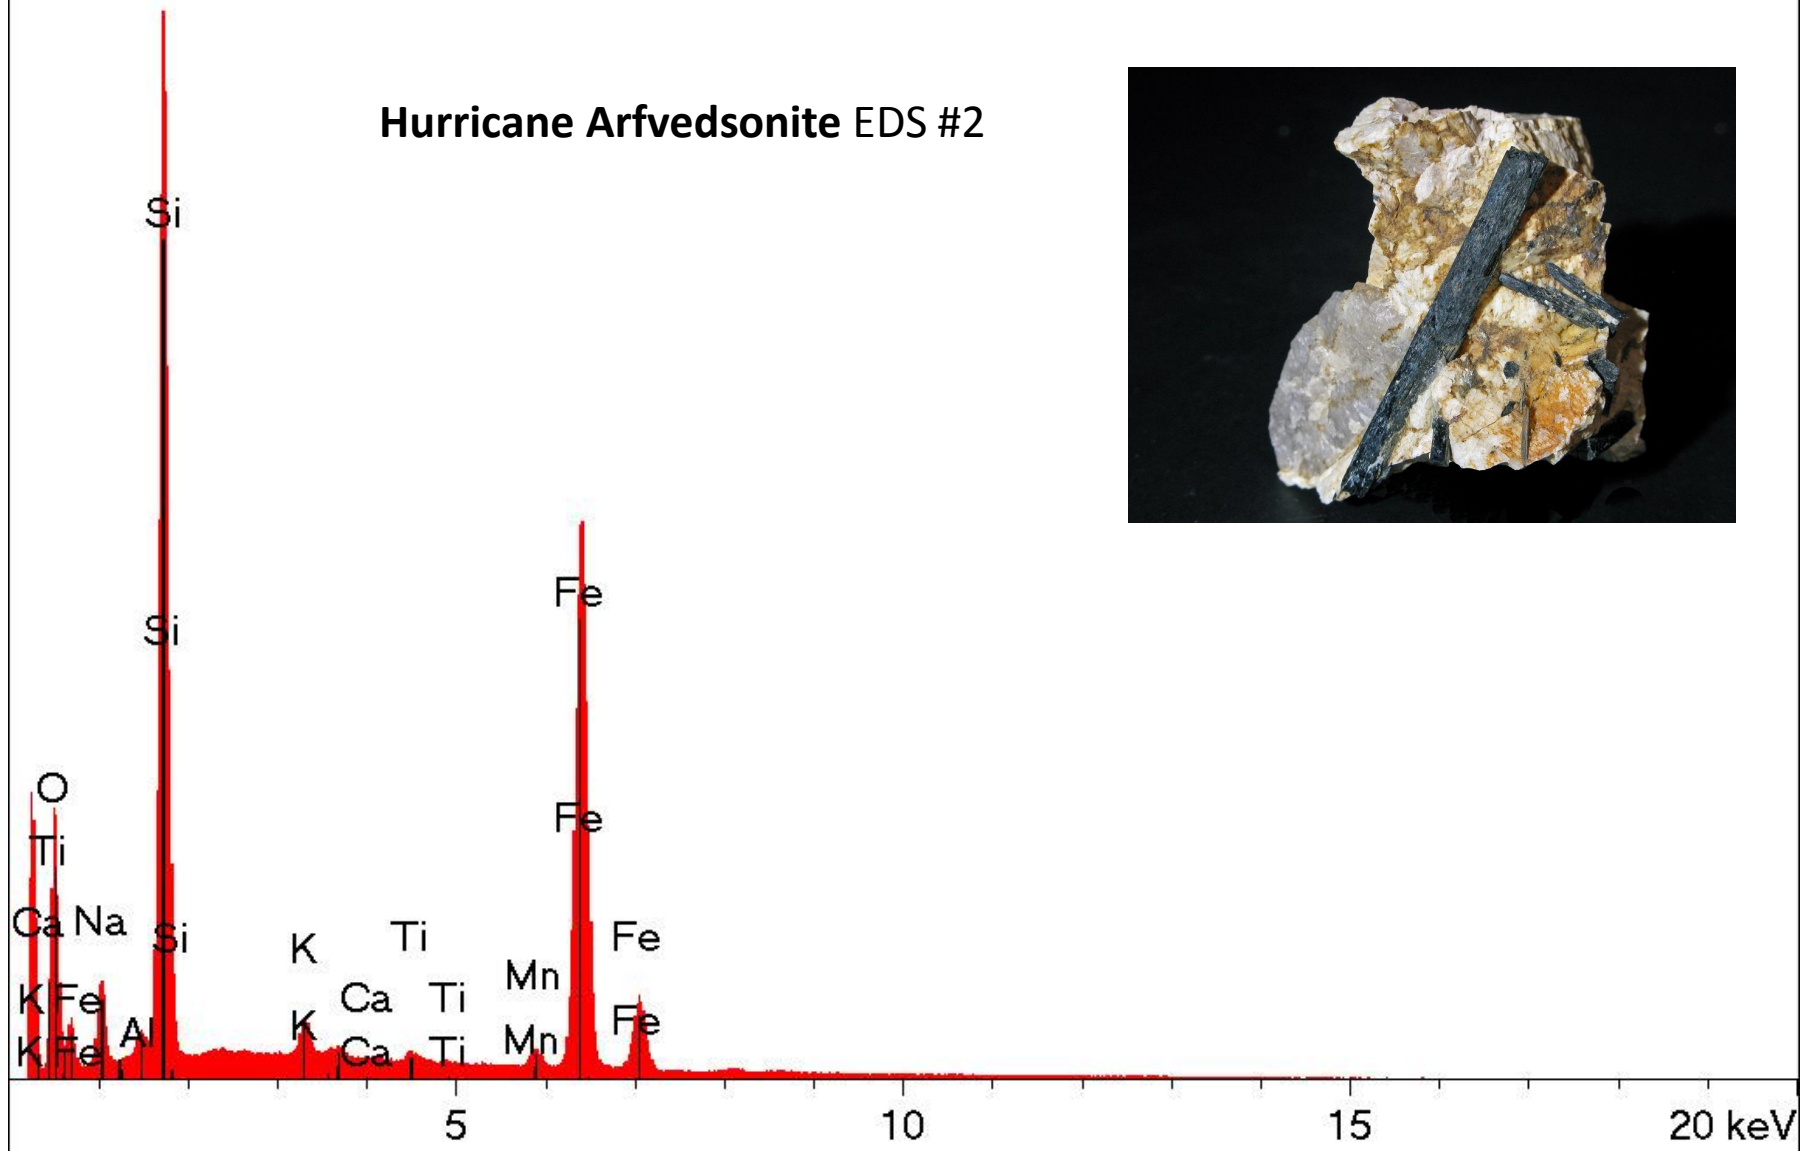 Hurricane Arfvedsonite EDS #2
Si
Si
O
Ti
Ca Na
Si
K Fe
Al
K Fe
K
K
Ti
Ca
Ti
Ca
Ti
Mn
Mn
Fe
Fe
Fe
Fe
5
10
15
20 keV